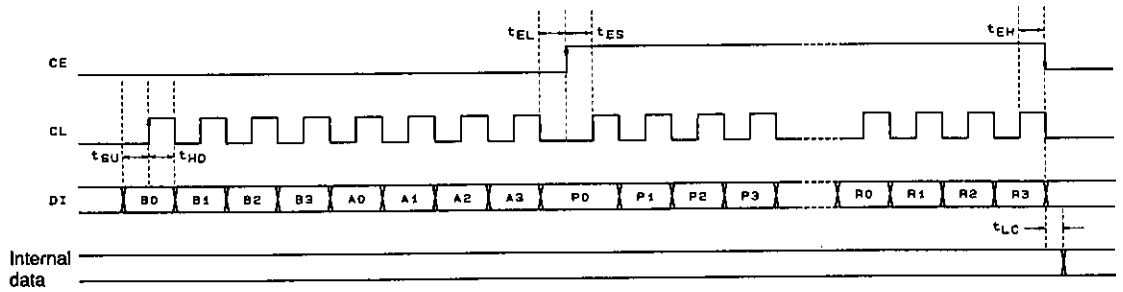 tEL tES tEH
CE
CL
tSU tHD
DI B0 B1 B2 B3 A0 A1 A2 A3 P0 P1 P2 P3 R0 R1 R2 R3
tLC
Internal
data